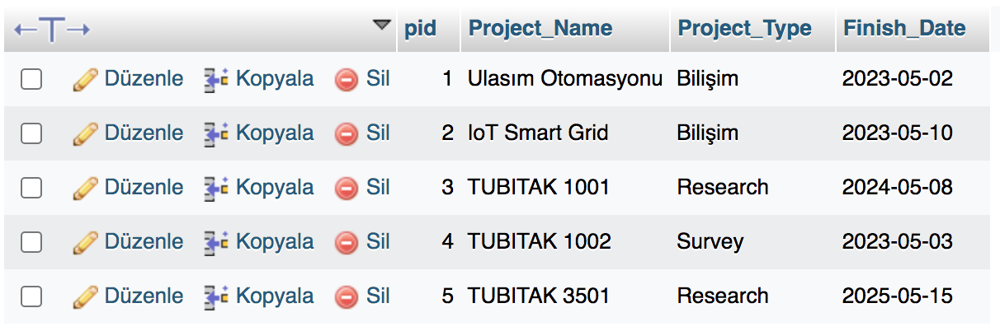 pid Project_Name Project_Type Finish_Date
Düzenle Kopyala Sil 1 Ulasım Otomasyonu Bilişim 2023-05-02
Düzenle Kopyala Sil 2 IoT Smart Grid Bilişim 2023-05-10
Düzenle Kopyala Sil 3 TUBITAK 1001 Research 2024-05-08
Düzenle Kopyala Sil 4 TUBITAK 1002 Survey 2023-05-03
Düzenle Kopyala Sil 5 TUBITAK 3501 Research 2025-05-15